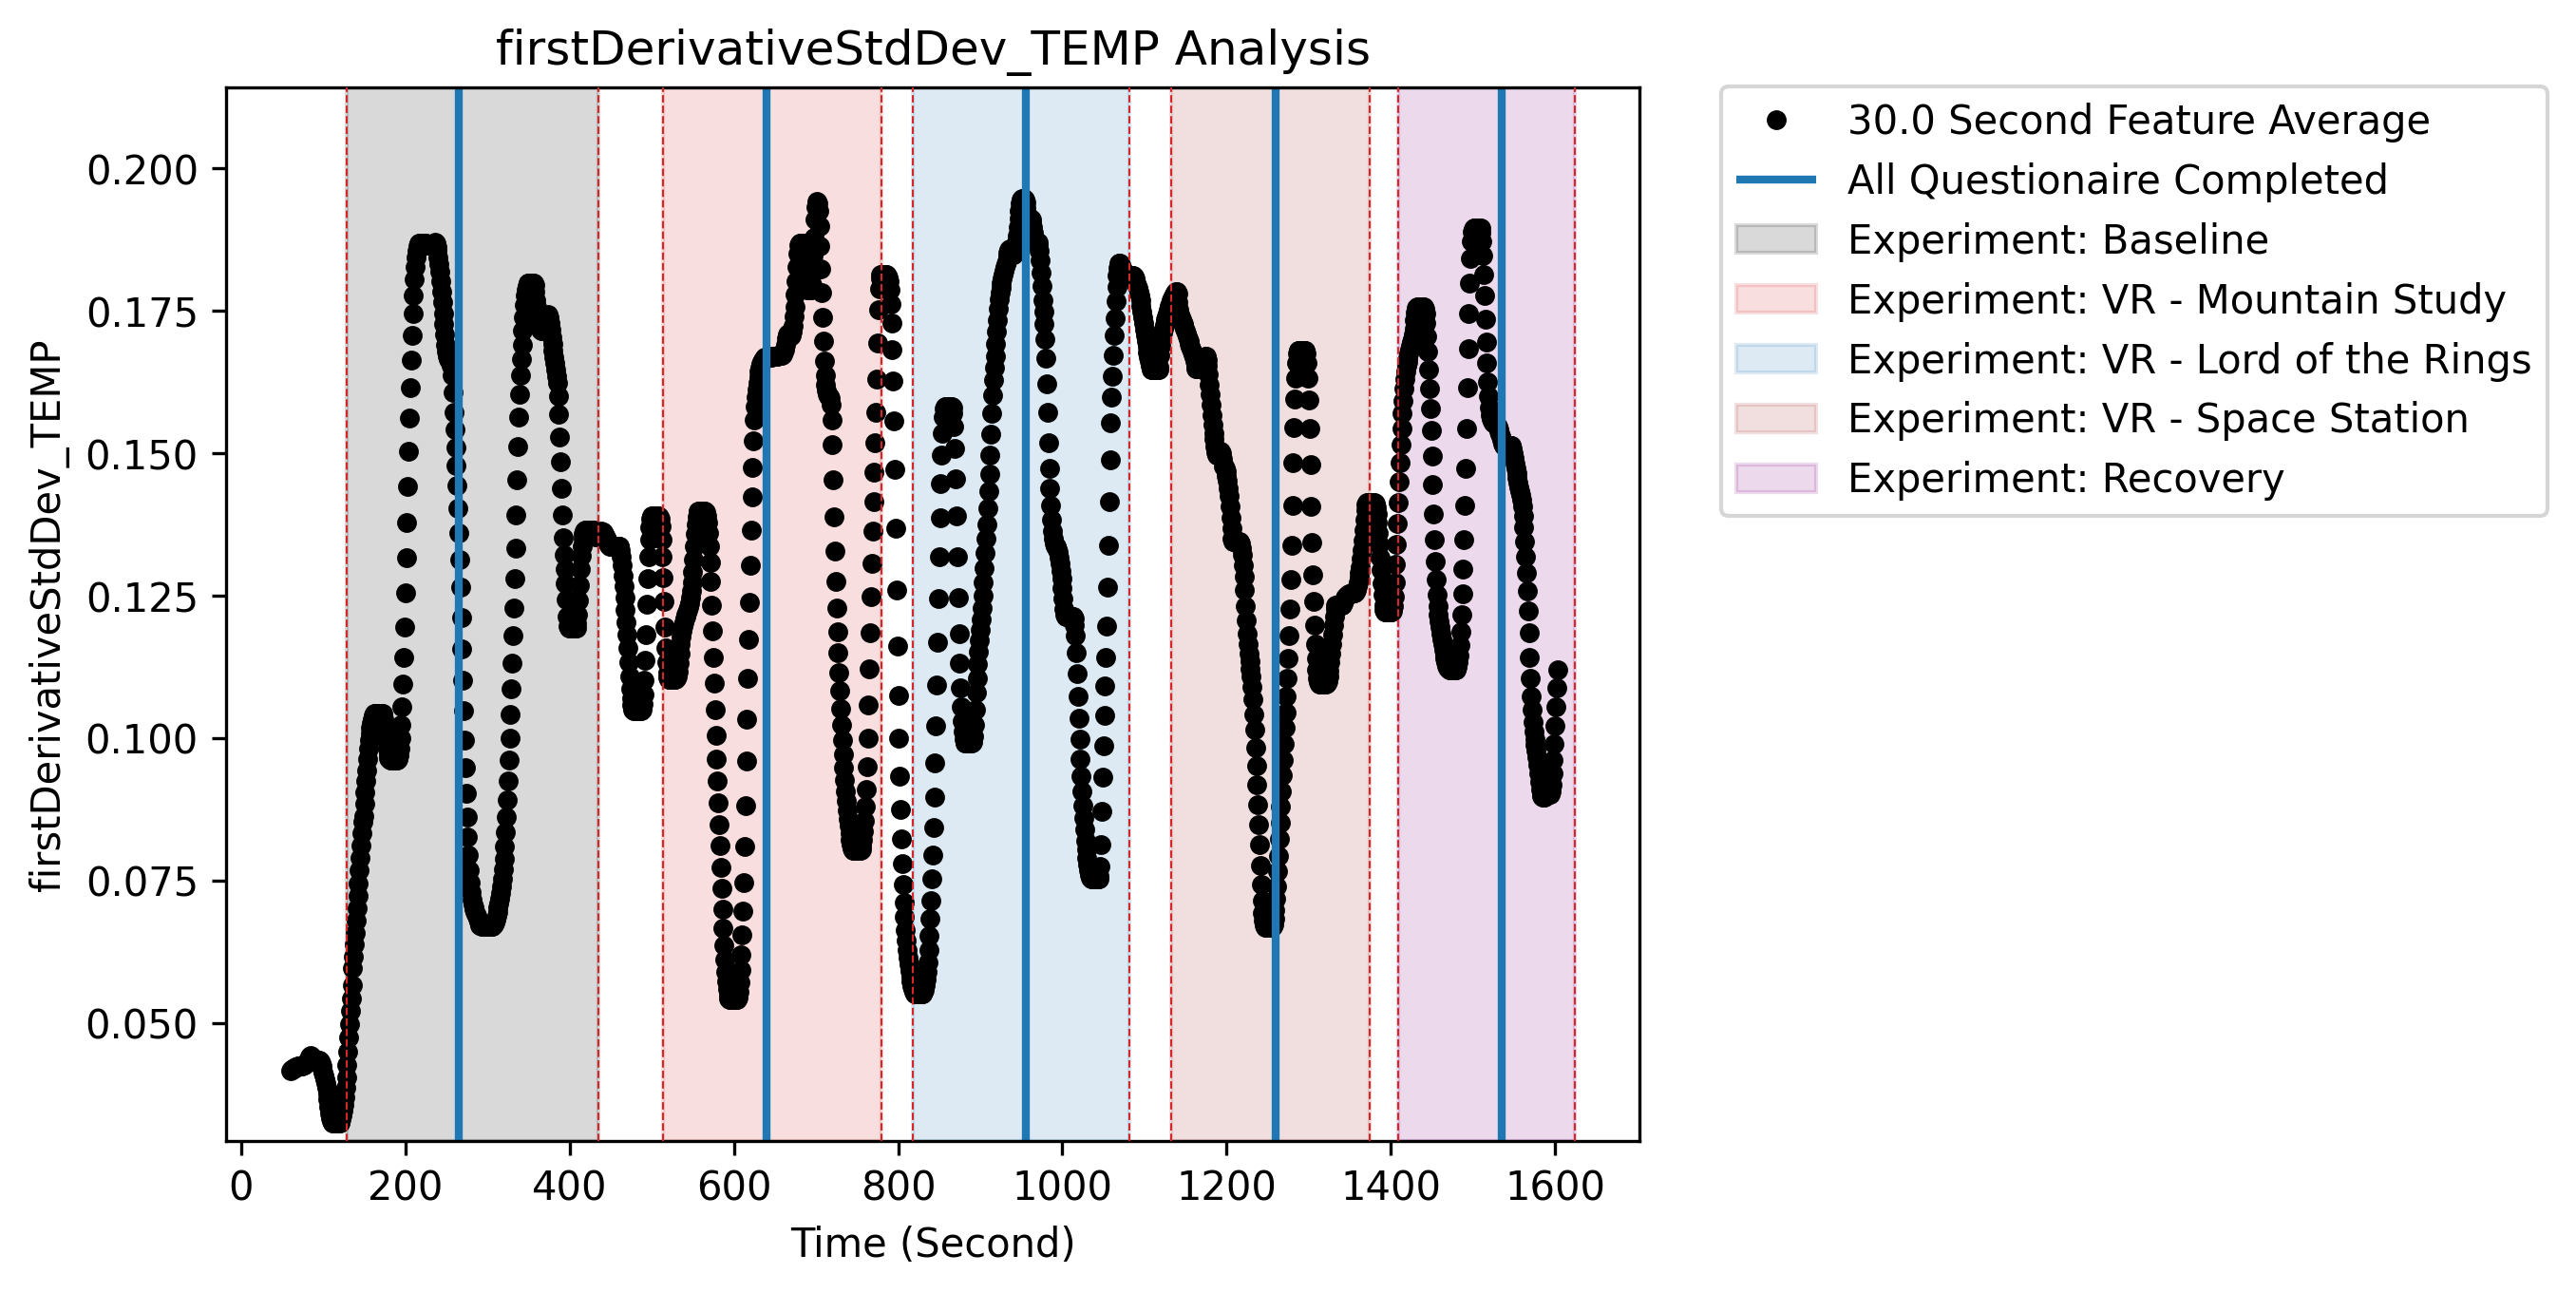 firstDerivativeStdDev_TEMP Analysis
30.0 Second Feature Average
All Questionaire Completed
Experiment: Baseline
Experiment: VR - Mountain Study
Experiment: VR - Lord of the Rings
Experiment: VR - Space Station
Experiment: Recovery
firstDerivativeStdDev_TEMP
0.200
0.175
0.150
0.125
0.100
0.075
0.050
0 200 400 600 800 1000 1200 1400 1600
Time (Second)